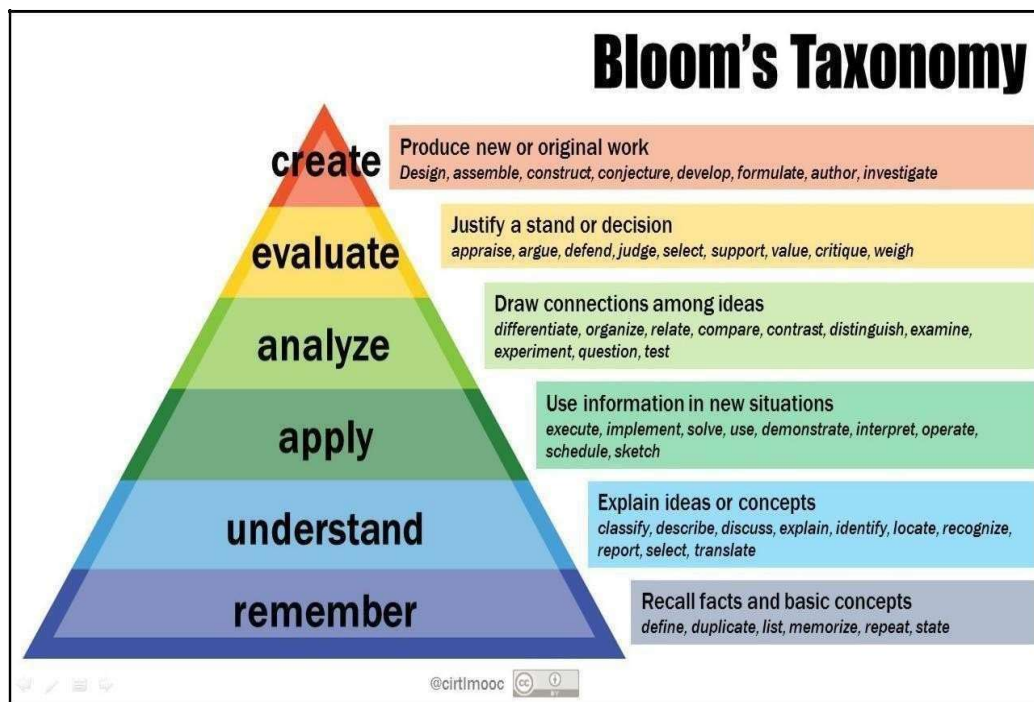 Bloom's Taxonomy
create
Produce new or original work
Design, assemble, construct, conjecture, develop, formulate, author, investigate
evaluate
Justify a stand or decision
appraise, argue, defend, judge, select, support, value, critique, weigh
analyze
Draw connections among ideas
differentiate, organize, relate, compare, contrast, distinguish, examine,
experiment, question, test
apply
Use information in new situations
execute, implement, solve, use, demonstrate, interpret, operate,
schedule, sketch
understand
Explain ideas or concepts
classify, describe, discuss, explain, identify, locate, recognize,
report, select, translate
remember
Recall facts and basic concepts
define, duplicate, list, memorize, repeat, state
@cirtlmooc
cc
BY